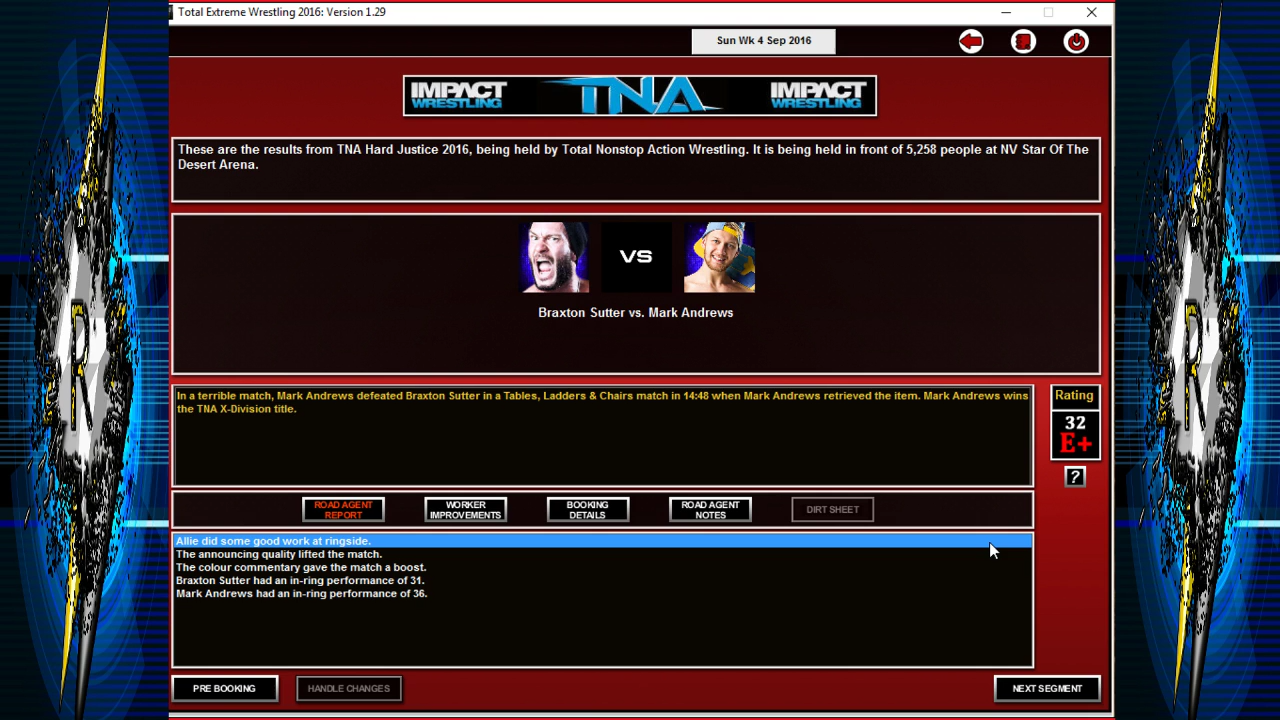 Total Extreme Wrestling 2016: Version 1.29
Sun Wk 4 Sep 2016
IMPACT WRESTLING TNA IMPACT WRESTLING
These are the results from TNA Hard Justice 2016, being held by Total Nonstop Action Wrestling. It is being held in front of 5,258 people at NV Star Of The
Desert Arena.
VS
Braxton Sutter vs. Mark Andrews
In a terrible match, Mark Andrews defeated Braxton Sutter in a Tables, Ladders & Chairs match in 14:48 when Mark Andrews retrieved the item. Mark Andrews wins
the TNA X-Division title.
Rating
32
E+
?
ROAD AGENT REPORT
WORKER IMPROVEMENTS
BOOKING DETAILS
ROAD AGENT NOTES
DIRT SHEET
Allie did some good work at ringside.
The announcing quality lifted the match.
The colour commentary gave the match a boost.
Braxton Sutter had an in-ring performance of 31.
Mark Andrews had an in-ring performance of 36.
PRE BOOKING
HANDLE CHANGES
NEXT SEGMENT
R
R